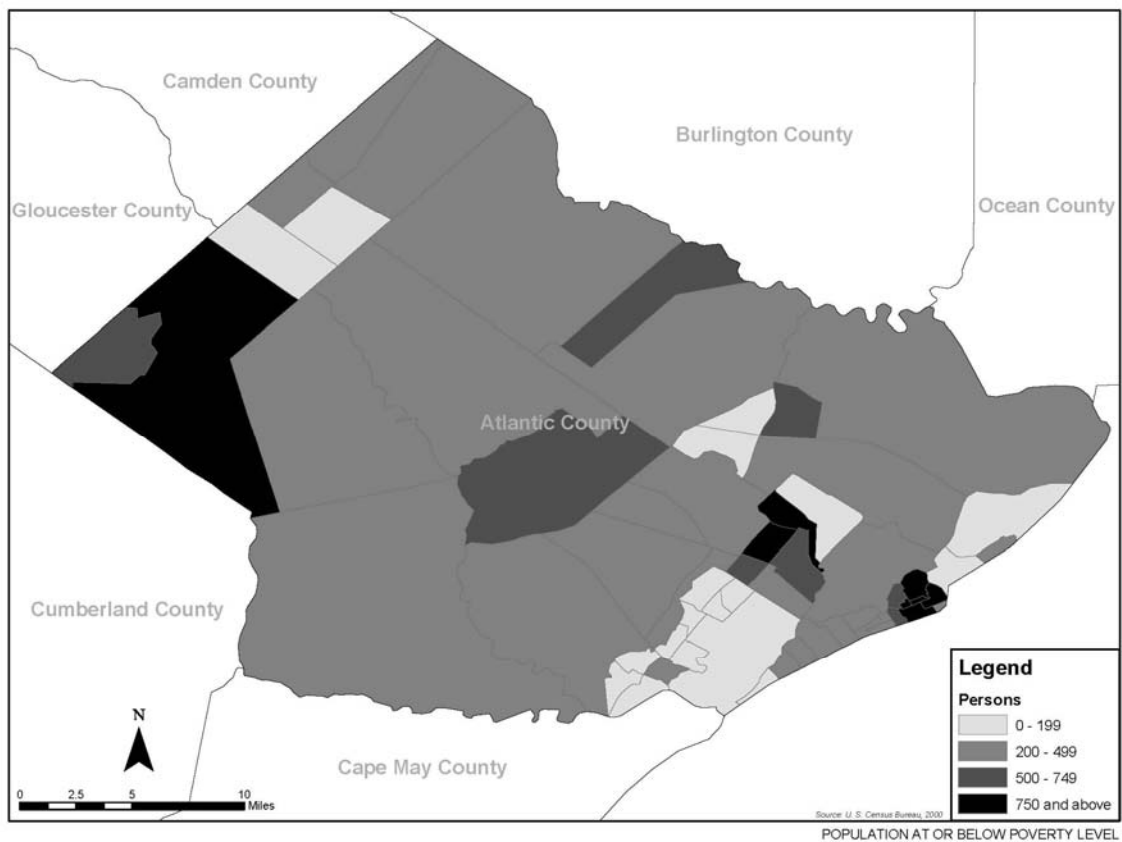 Camden County
Burlington County
Gloucester County
Ocean County
Atlantic County
Cumberland County
Cape May County
N
0 2.5 5 10
Miles
Legend
Persons
0 - 199
200 - 499
500 - 749
750 and above
Source: U. S. Census Bureau, 2000
POPULATION AT OR BELOW POVERTY LEVEL